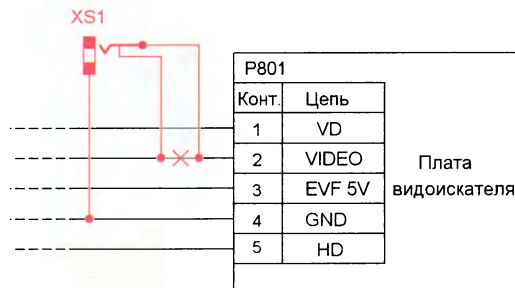 XS1
P801
Конт. Цепь
1 VD
2 VIDEO
3 EVF 5V
4 GND
5 HD
Плата
видоискателя